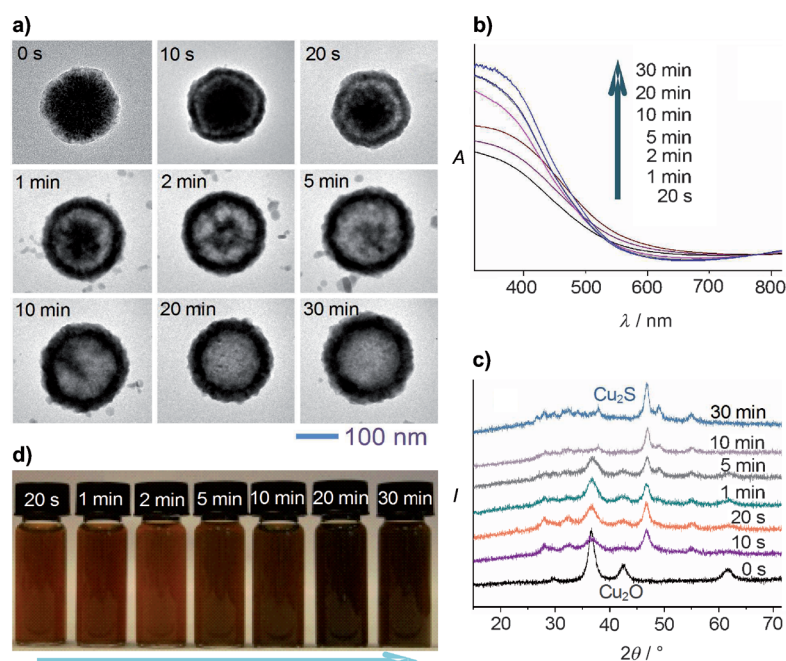 a)
0 s
10 s
20 s
1 min
2 min
5 min
10 min
20 min
30 min
100 nm
b)
A
30 min
20 min
10 min
5 min
2 min
1 min
20 s
400
500
600
700
800
λ / nm
c)
I
Cu₂S
30 min
10 min
5 min
1 min
20 s
10 s
0 s
Cu₂O
20
30
40
50
60
70
2θ / °
d)
20 s
1 min
2 min
5 min
10 min
20 min
30 min